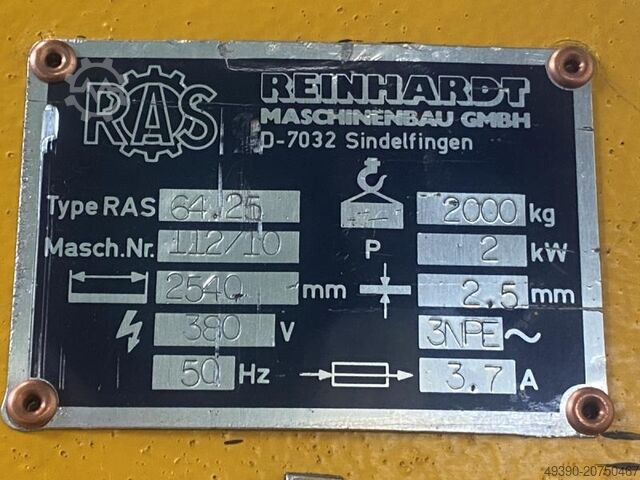 RAS
REINHARDT
MASCHINENBAU GMBH
D-7032 Sindelfingen
Type RAS 64.25 2000 kg
Masch.Nr. 112/10 P 2 kW
2540 mm 2.5 mm
380 V 3NPE ~
50 Hz 3.7 A
49390-20750467